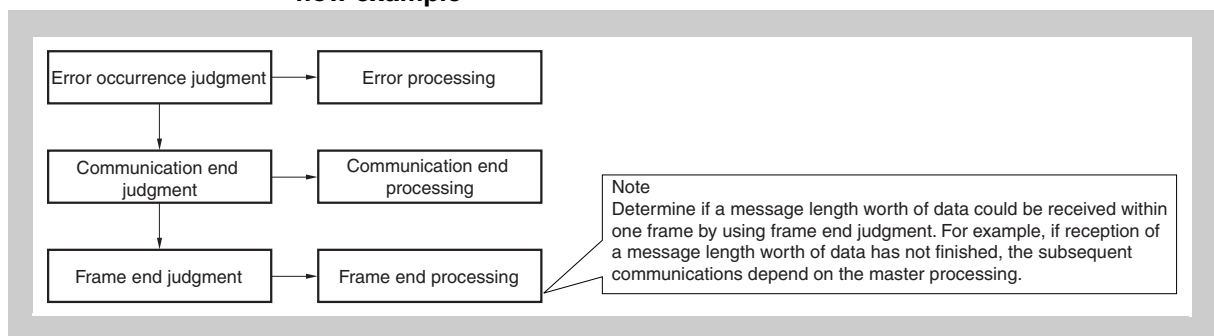 flow example
Error occurrence judgment
Error processing
Communication end
judgment
Communication end
processing
Frame end judgment
Frame end processing
Note
Determine if a message length worth of data could be received within
one frame by using frame end judgment. For example, if reception of
a message length worth of data has not finished, the subsequent
communications depend on the master processing.